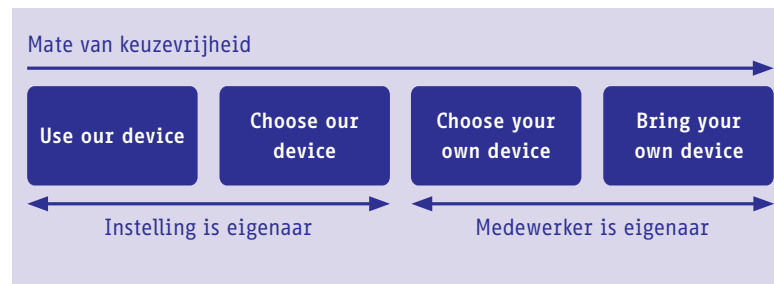 Mate van keuzevrijheid
Use our device
Choose our
device
Choose your
own device
Bring your
own device
Instelling is eigenaar
Medewerker is eigenaar